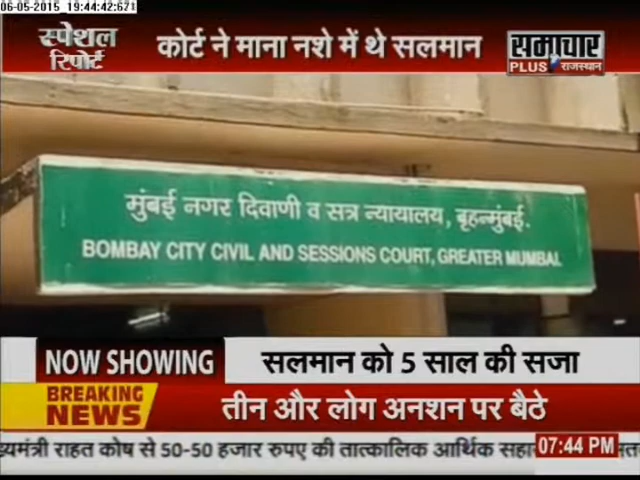 06-05-2015 19:44:42:671
स्पेशल
रिपोर्ट
कोर्ट ने माना नशे में थे सलमान
समाचार
PLUS राजस्थान
मुंबई नगर दिवाणी व सत्र न्यायालय, बृहन्मुंबई.
BOMBAY CITY CIVIL AND SESSIONS COURT, GREATER MUMBAI.
NOW SHOWING
सलमान को 5 साल की सजा
BREAKING
NEWS
तीन और लोग अनशन पर बैठे
ख्यमंत्री राहत कोष से 50-50 हजार रुपए की तात्कालिक आर्थिक सहा
07:44 PM